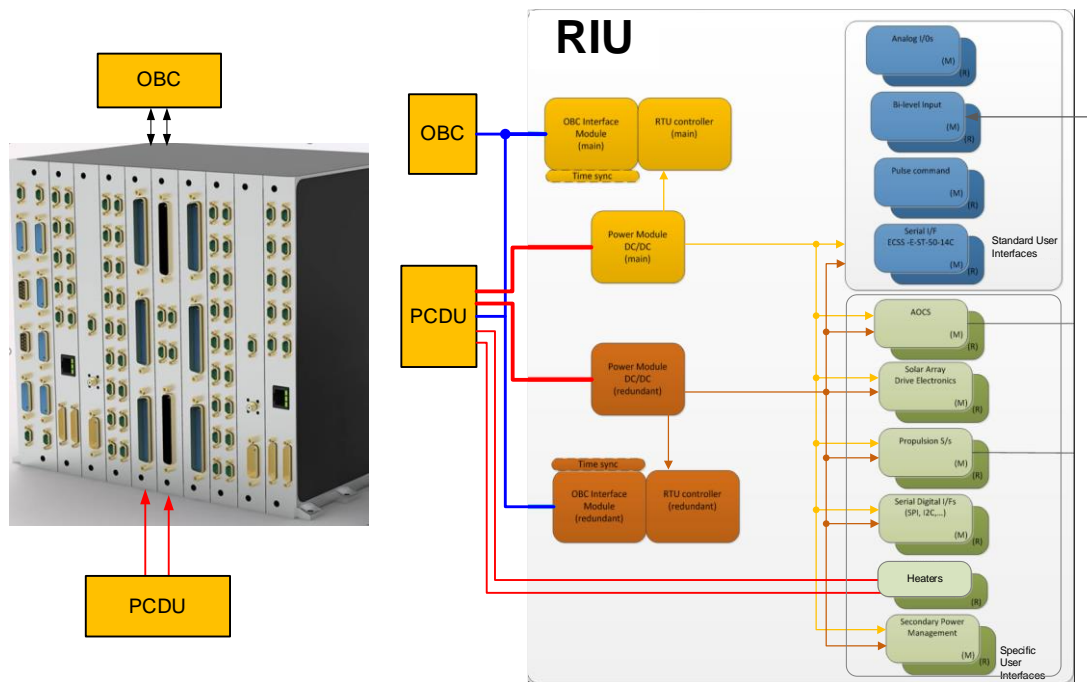 OBC
PCDU
OBC
PCDU
RIU
OBC Interface
Module
(main)
RTU controller
(main)
Time sync
Power Module
DC/DC
(main)
Power Module
DC/DC
(redundant)
Time sync
OBC Interface
Module
(redundant)
RTU controller
(redundant)
Analog I/0s
(M)
(R)
Bi-level Input
(M)
(R)
Pulse command
(M)
(R)
Serial I/F
ECSS -E-ST-50-14C
(M)
(R)
Standard User
Interfaces
AOCS
(M)
(R)
Solar Array
Drive Electronics
(M)
(R)
Propulsion S/s
(M)
(R)
Serial Digital I/Fs
(SPI, I2C,...)
(M)
(R)
Heaters
(R)
Secondary Power
Management
(M)
(R)
Specific
User
Interfaces